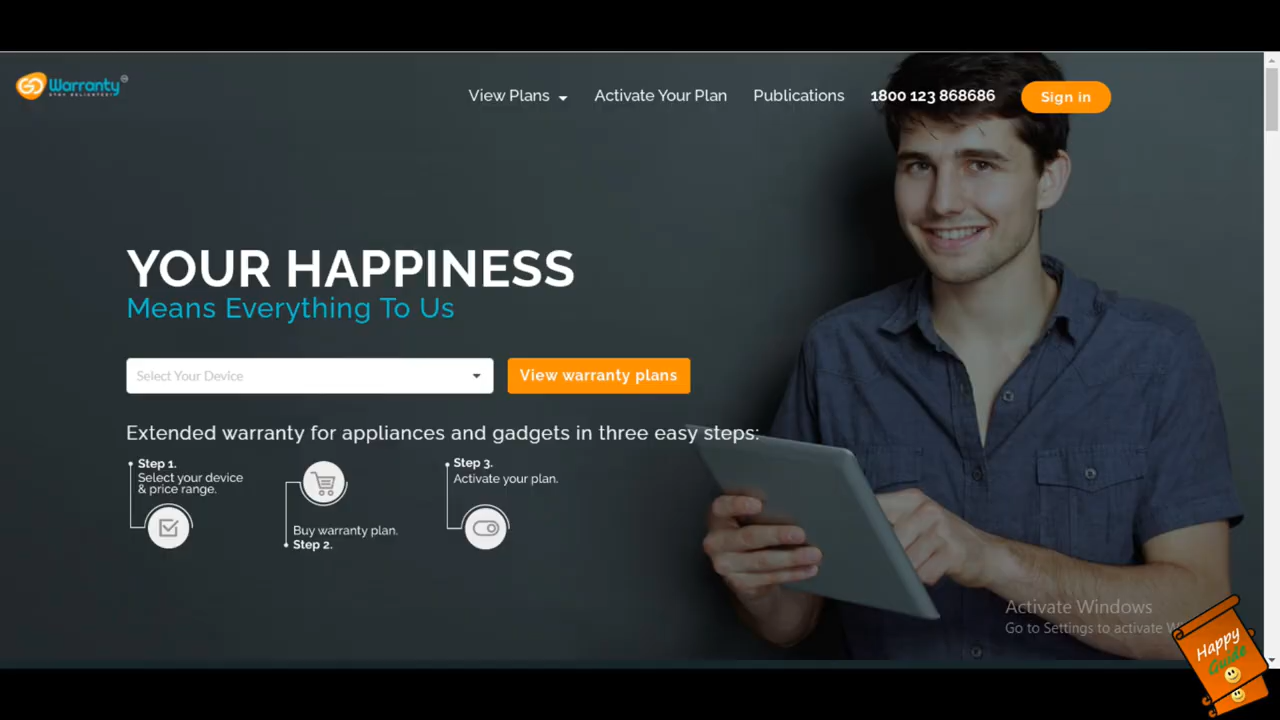 GO Warranty
STAY DELIGHTED!
View Plans
Activate Your Plan
Publications
1800 123 868686
Sign in
YOUR HAPPINESS
Means Everything To Us
Select Your Device
View warranty plans
Extended warranty for appliances and gadgets in three easy steps:
Step 1.
Select your device
& price range.
Buy warranty plan.
Step 2.
Step 3.
Activate your plan.
Activate Windows
Go to Settings to activate
Happy
Guide